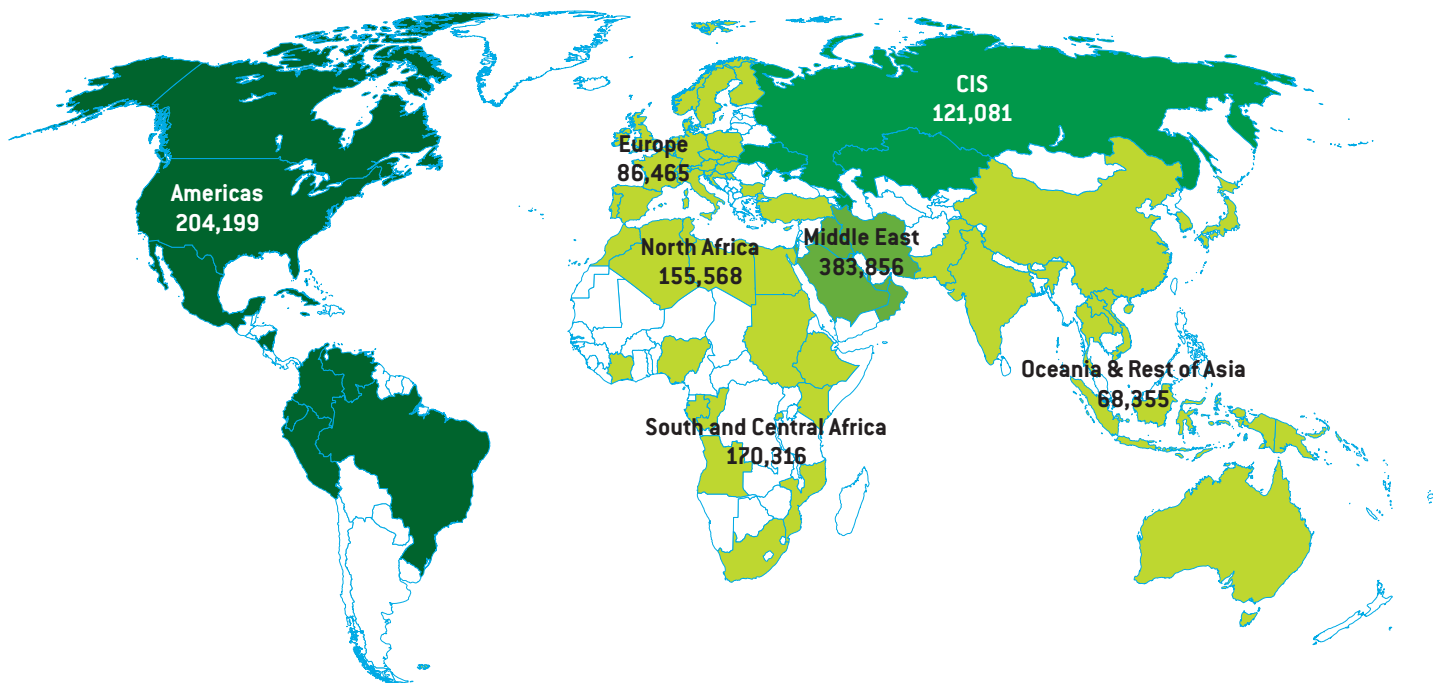 CIS
121,081
Europe
86,465
Americas
204,199
North Africa
155,568
Middle East
383,856
Oceania & Rest of Asia
68,355
South and Central Africa
170,316